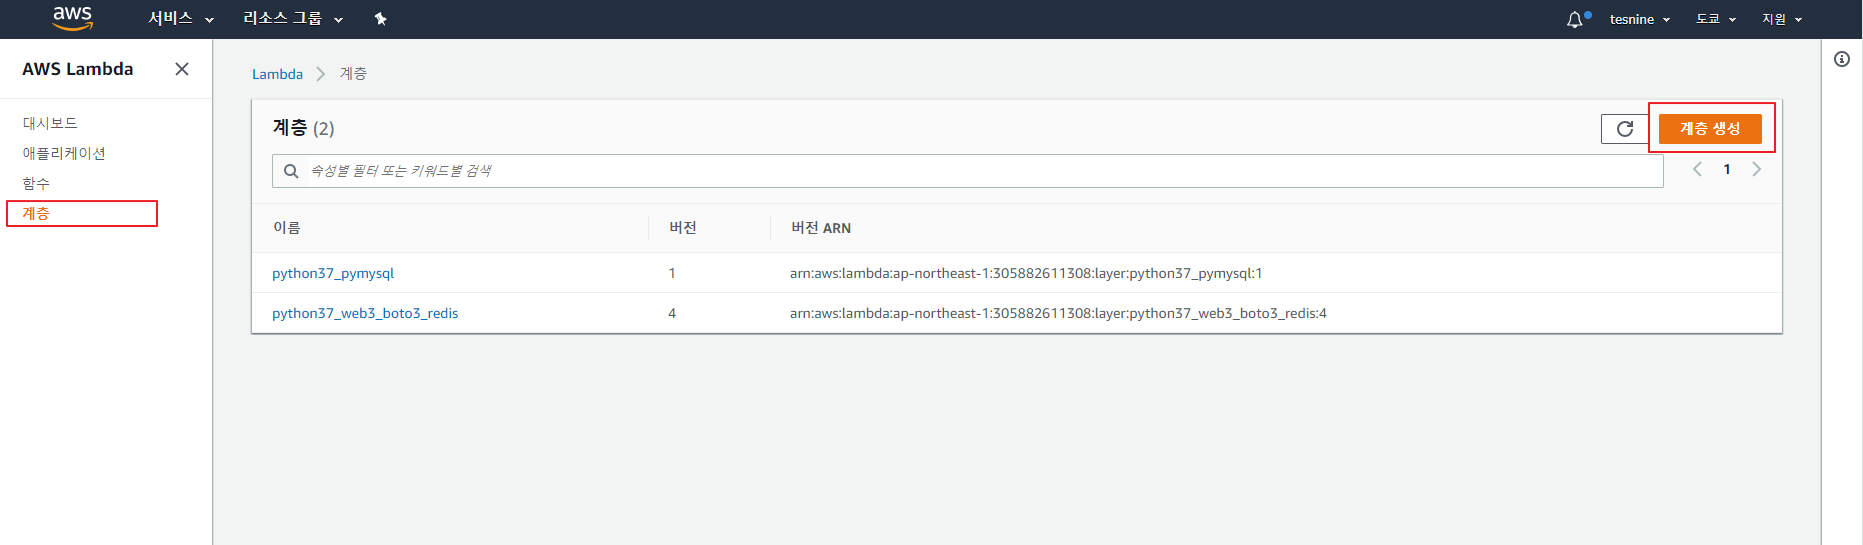 aws 서비스 리소스 그룹 tesnine 도쿄 지원
AWS Lambda
대시보드
애플리케이션
함수
계층
Lambda 계층
계층 (2) 계층 생성
속성별 필터 또는 키워드별 검색 1
이름 버전 버전 ARN
python37_pymysql 1 arn:aws:lambda:ap-northeast-1:305882611308:layer:python37_pymysql:1
python37_web3_boto3_redis 4 arn:aws:lambda:ap-northeast-1:305882611308:layer:python37_web3_boto3_redis:4